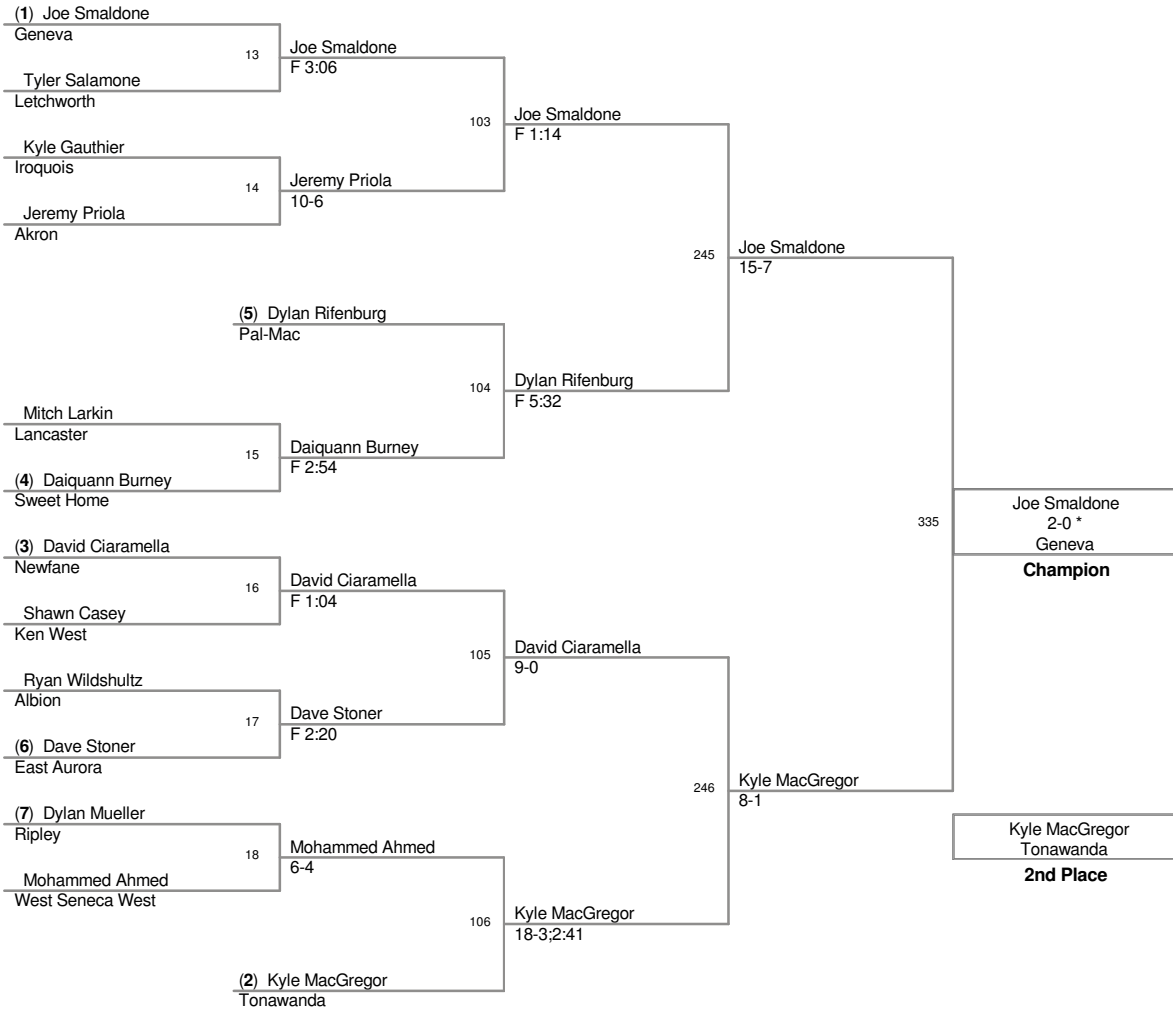 (1) Joe Smaldone
Geneva
13
Joe Smaldone
F 3:06
Tyler Salamone
Letchworth
103
Joe Smaldone
F 1:14
Kyle Gauthier
Iroquois
14
Jeremy Priola
10-6
Jeremy Priola
Akron
245
Joe Smaldone
15-7
(5) Dylan Rifenburg
Pal-Mac
104
Dylan Rifenburg
F 5:32
Mitch Larkin
Lancaster
15
Daiquann Burney
F 2:54
(4) Daiquann Burney
Sweet Home
335
Joe Smaldone
2-0 *
Geneva
Champion
(3) David Ciaramella
Newfane
16
David Ciaramella
F 1:04
Shawn Casey
Ken West
105
David Ciaramella
9-0
Ryan Wildshultz
Albion
17
Dave Stoner
F 2:20
(6) Dave Stoner
East Aurora
246
Kyle MacGregor
8-1
(7) Dylan Mueller
Ripley
18
Mohammed Ahmed
6-4
Mohammed Ahmed
West Seneca West
106
Kyle MacGregor
18-3;2:41
(2) Kyle MacGregor
Tonawanda
Kyle MacGregor
Tonawanda
2nd Place